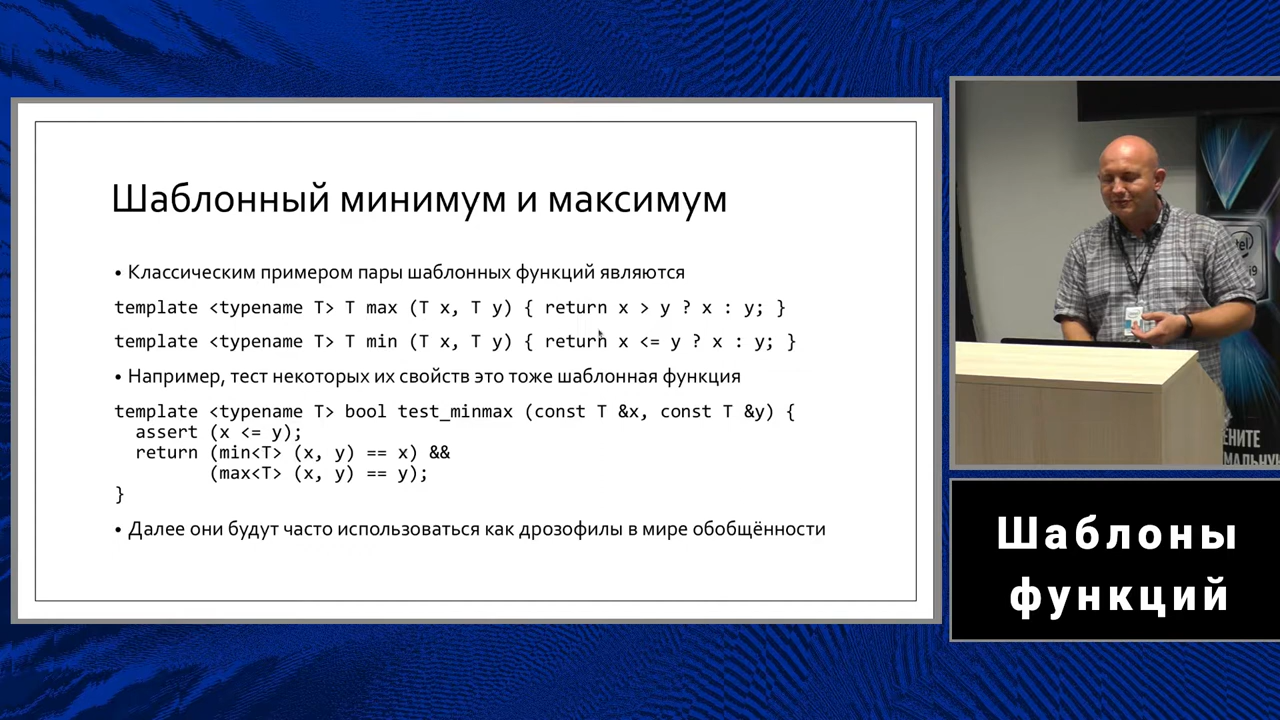 Шаблонный минимум и максимум
• Классическим примером пары шаблонных функций являются
template <typename T> T max (T x, T y) { return x > y ? x : y; }
template <typename T> T min (T x, T y) { return x <= y ? x : y; }
• Например, тест некоторых их свойств это тоже шаблонная функция
template <typename T> bool test_minmax (const T &x, const T &y) {
assert (x <= y);
return (min<T> (x, y) == x) &&
(max<T> (x, y) == y);
}
• Далее они будут часто использоваться как дрозофилы в мире обобщённости
ЕНИТЕ
МАЛЬНУЮ
Шаблоны
функций